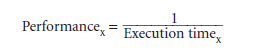 Performanceₓ = 1 / Execution timeₓ